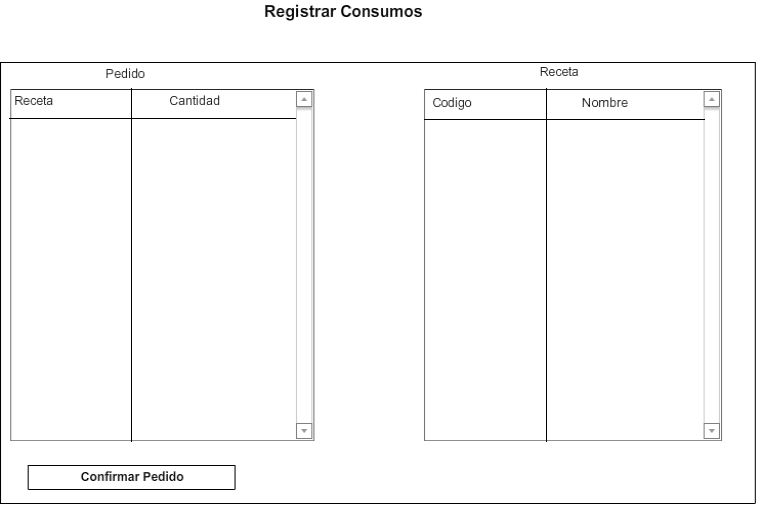 Registrar Consumos
Pedido
Receta
Receta
Cantidad
Codigo
Nombre
Confirmar Pedido